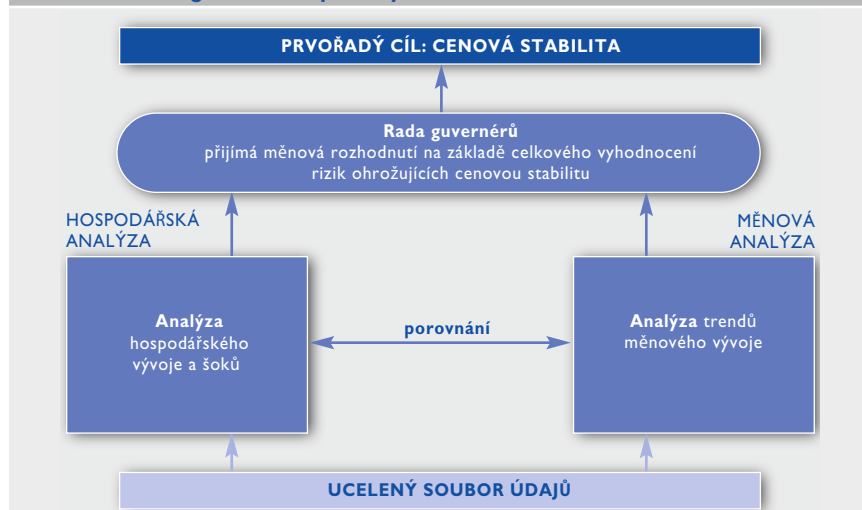 PRVOŘADÝ CÍL: CENOVÁ STABILITA
Rada guvernérů
přijímá měnová rozhodnutí na základě celkového vyhodnocení
rizik ohrožujících cenovou stabilitu
HOSPODÁŘSKÁ
ANALÝZA
MĚNOVÁ
ANALÝZA
Analýza
hospodářského
vývoje a šoků
porovnání
Analýza trendů
měnového vývoje
UCELENÝ SOUBOR ÚDAJŮ